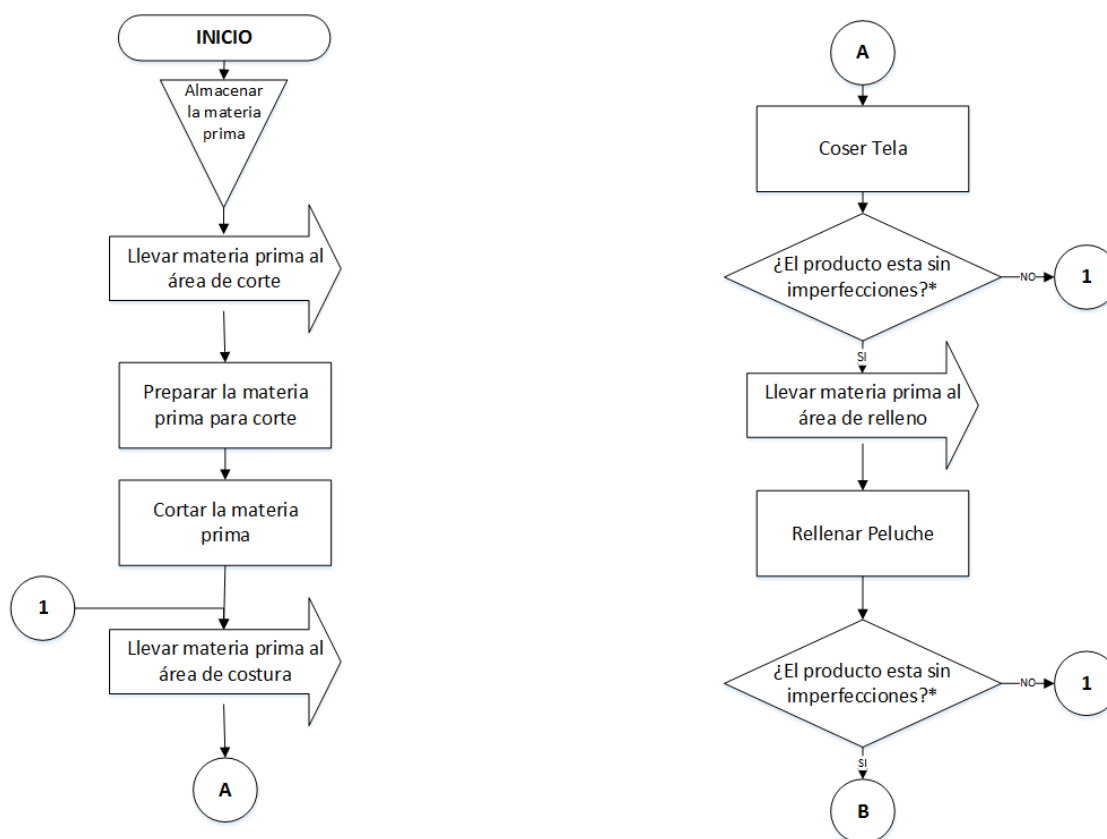 INICIO
Almacenar
la materia
prima
Llevar materia prima al
área de corte
Preparar la materia
prima para corte
Cortar la materia
prima
1
Llevar materia prima al
área de costura
A
A
Coser Tela
¿El producto esta sin
imperfecciones?*
NO
1
SI
Llevar materia prima al
área de relleno
Rellenar Peluche
¿El producto esta sin
imperfecciones?*
NO
1
SI
B